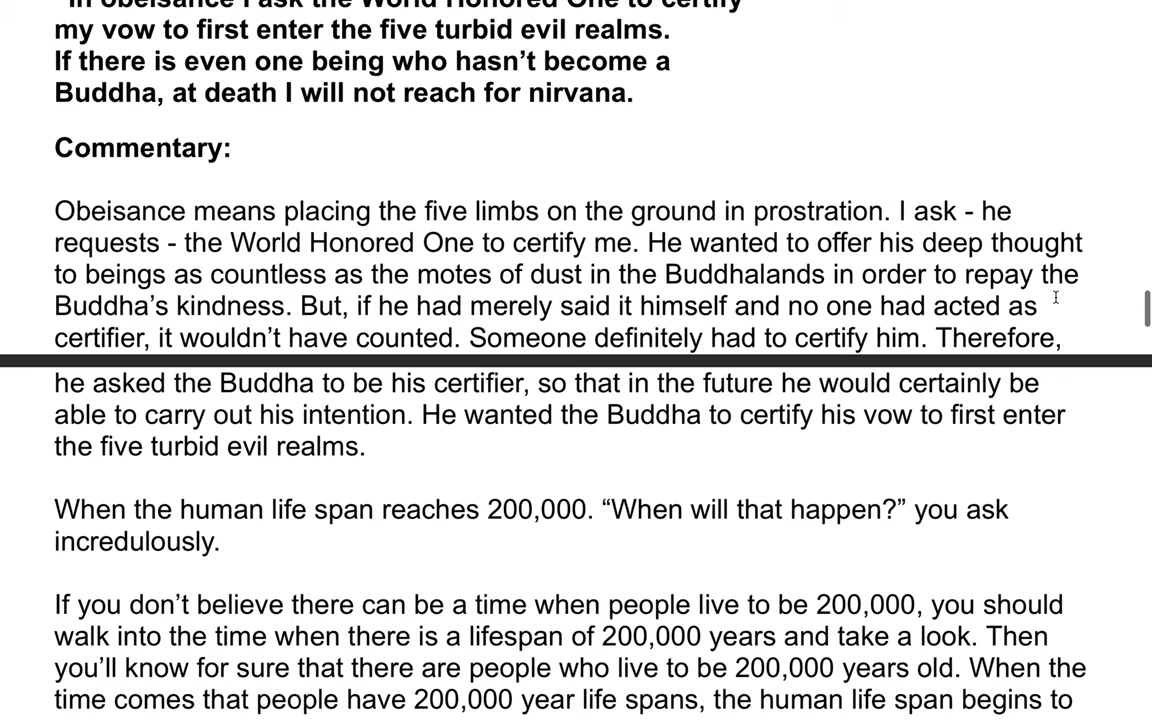 "In obeisance I ask the World Honored One to certify
my vow to first enter the five turbid evil realms.
If there is even one being who hasn’t become a
Buddha, at death I will not reach for nirvana.
Commentary:
Obeisance means placing the five limbs on the ground in prostration. I ask - he
requests - the World Honored One to certify me. He wanted to offer his deep thought
to beings as countless as the motes of dust in the Buddhalands in order to repay the
Buddha’s kindness. But, if he had merely said it himself and no one had acted as
certifier, it wouldn’t have counted. Someone definitely had to certify him. Therefore,
he asked the Buddha to be his certifier, so that in the future he would certainly be
able to carry out his intention. He wanted the Buddha to certify his vow to first enter
the five turbid evil realms.
When the human life span reaches 200,000. “When will that happen?” you ask
incredulously.
If you don’t believe there can be a time when people live to be 200,000, you should
walk into the time when there is a lifespan of 200,000 years and take a look. Then
you’ll know for sure that there are people who live to be 200,000 years old. When the
time comes that people have 200,000 year life spans, the human life span begins to